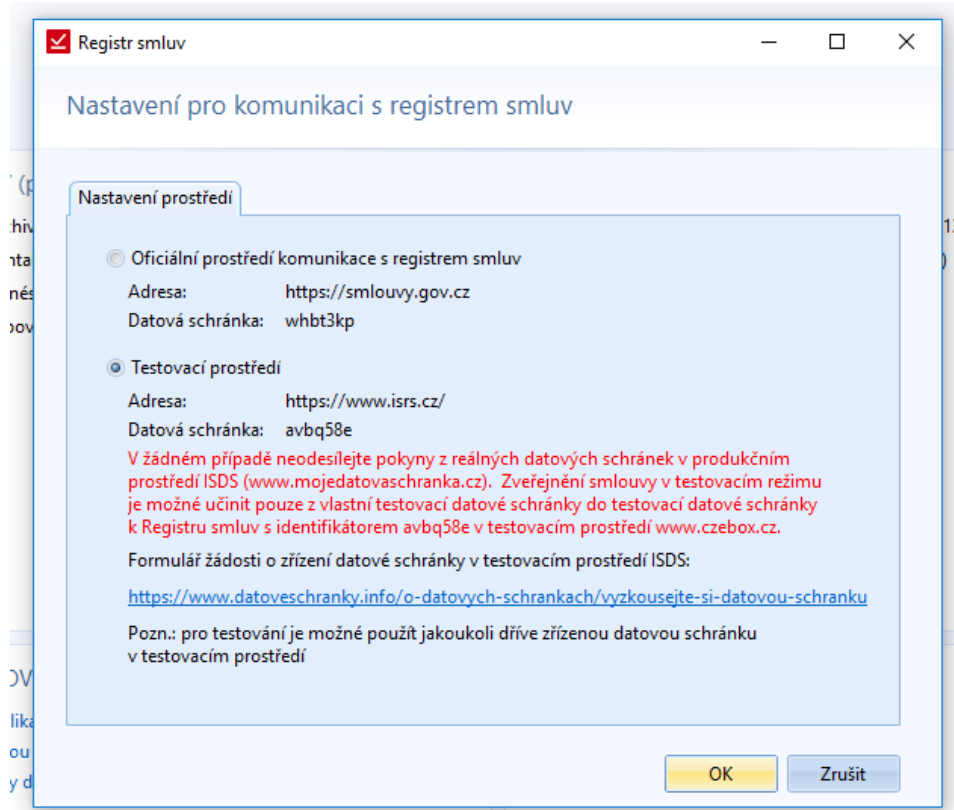 Registr smluv
Nastavení pro komunikaci s registrem smluv
Nastavení prostředí
Oficiální prostředí komunikace s registrem smluv
Adresa: https://smlouvy.gov.cz
Datová schránka: whbt3kp
Testovací prostředí
Adresa: https://www.isrs.cz/
Datová schránka: avbq58e
V žádném případě neodesílejte pokyny z reálných datových schránek v produkčním
prostředí ISDS (www.mojedatovaschranka.cz). Zveřejnění smlouvy v testovacím režimu
je možné učinit pouze z vlastní testovací datové schránky do testovací datové schránky
k Registru smluv s identifikátorem avbq58e v testovacím prostředí www.czebox.cz.
Formulář žádosti o zřízení datové schránky v testovacím prostředí ISDS:
https://www.datoveschranky.info/o-datovych-schrankach/vyzkousejte-si-datovou-schranku
Pozn.: pro testování je možné použít jakoukoli dříve zřízenou datovou schránku
v testovacím prostředí
OK
Zrušit